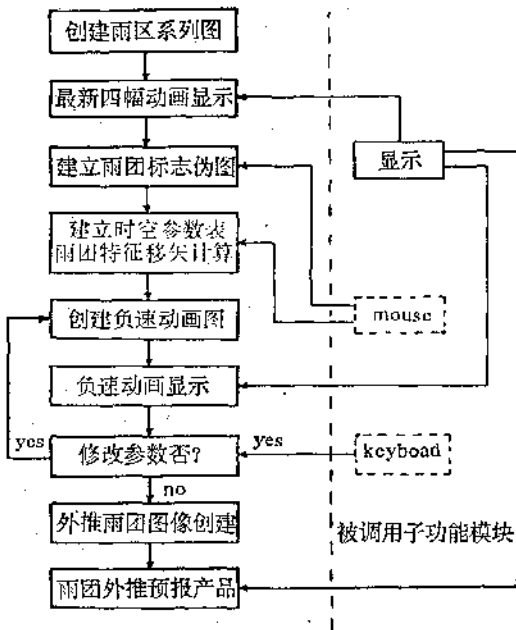 创建雨区系列图
最新四幅动画显示
显示
建立雨团标志伪图
建立时空参数表
雨团特征移矢计算
mouse
创建负速动画图
负速动画显示
yes
修改参数否?
yes
keyboad
no
外推雨团图像创建
被调用子功能模块
雨团外推预报产品